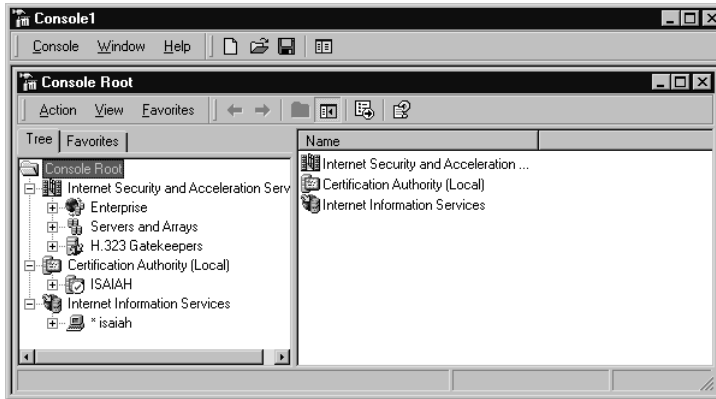 Console1
Console Window Help
Console Root
Action View Favorites
Tree Favorites
Name
Console Root
Internet Security and Acceleration Serv
Enterprise
Servers and Arrays
H.323 Gatekeepers
Certification Authority (Local)
ISAIAH
Internet Information Services
* isaiah
Internet Security and Acceleration ...
Certification Authority (Local)
Internet Information Services